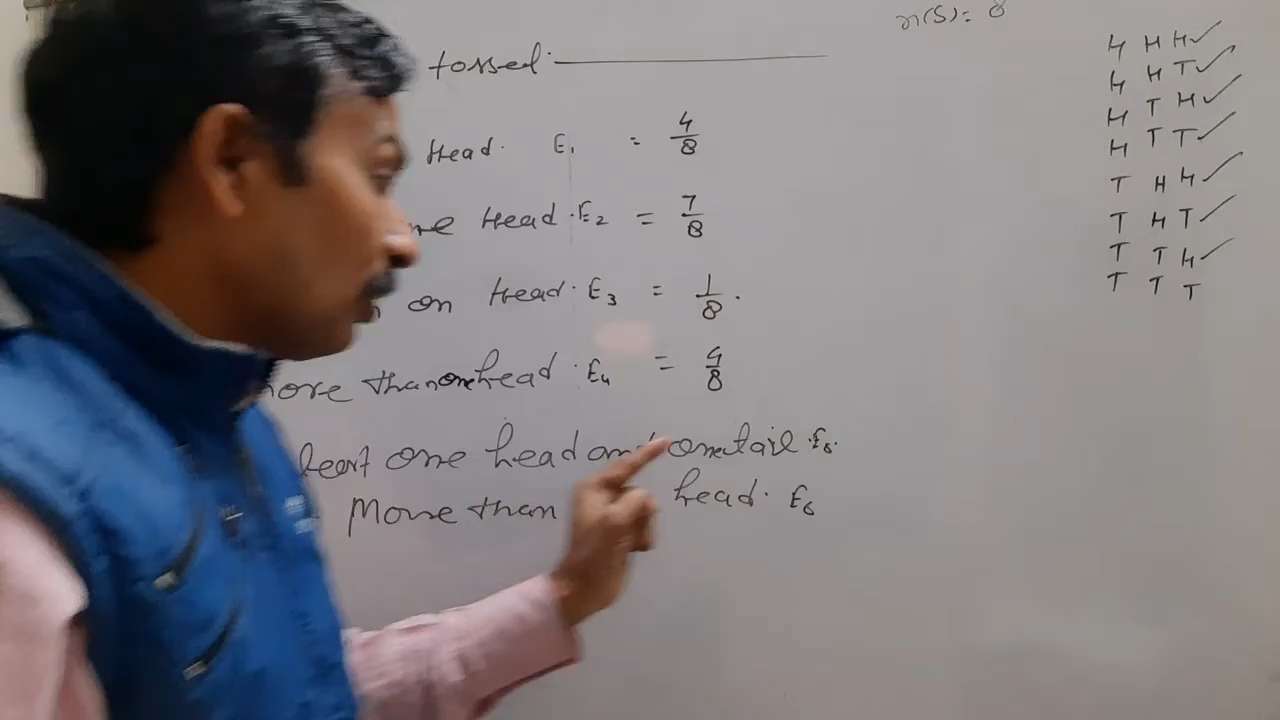 n(S) = 8
tossed.
Head. E1 = 4/8
Head. E2 = 7/8
on Head. E3 = 1/8.
more than one head. E4 = 4/8
least one head and one tail. E5.
More than head. E6
H H H ✓
H H T ✓
H T H ✓
H T T ✓
T H H ✓
T H T ✓
T T H ✓
T T T